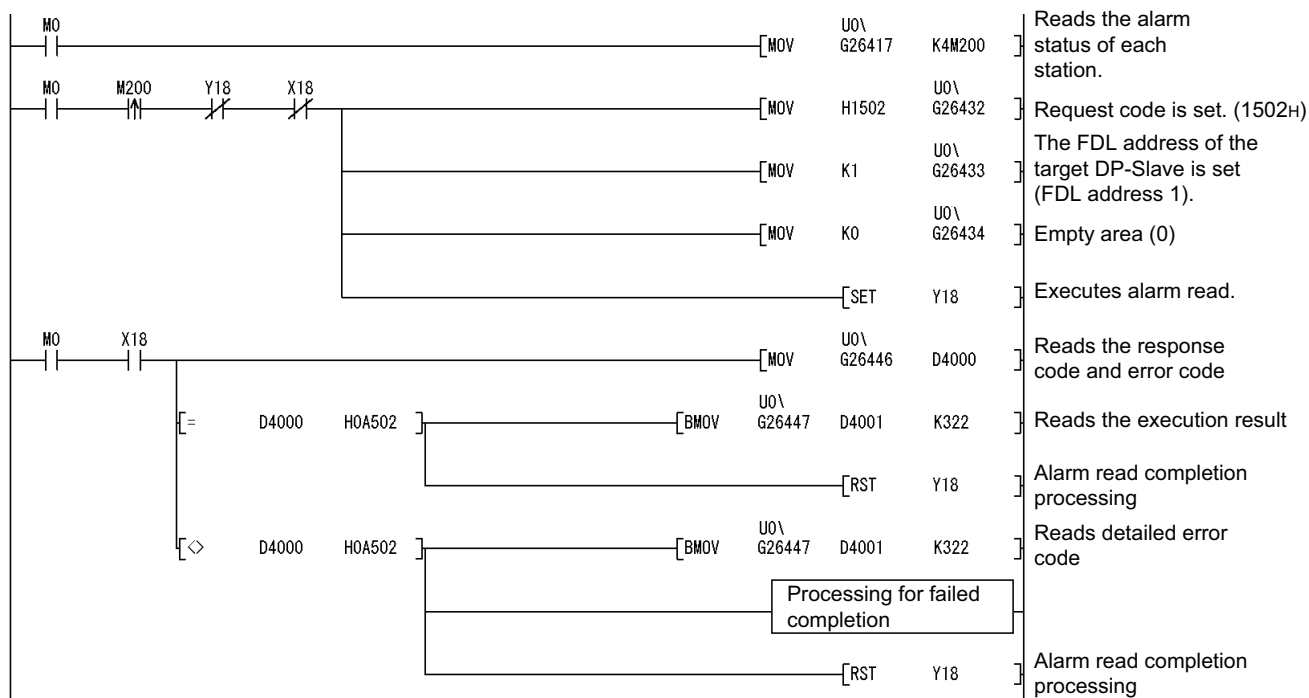 M0
U0\
[MOV G26417 K4M200 ]
Reads the alarm
status of each
station.
M0 M200 Y18 X18
U0\
[MOV H1502 G26432 ]
Request code is set. (1502H)
U0\
[MOV K1 G26433 ]
The FDL address of the
target DP-Slave is set
(FDL address 1).
U0\
[MOV K0 G26434 ]
Empty area (0)
[SET Y18 ]
Executes alarm read.
M0 X18
U0\
[MOV G26446 D4000 ]
Reads the response
code and error code
U0\
[= D4000 H0A502 ] [BMOV G26447 D4001 K322 ]
Reads the execution result
[RST Y18 ]
Alarm read completion
processing
U0\
[<> D4000 H0A502 ] [BMOV G26447 D4001 K322 ]
Reads detailed error
code
Processing for failed
completion
[RST Y18 ]
Alarm read completion
processing